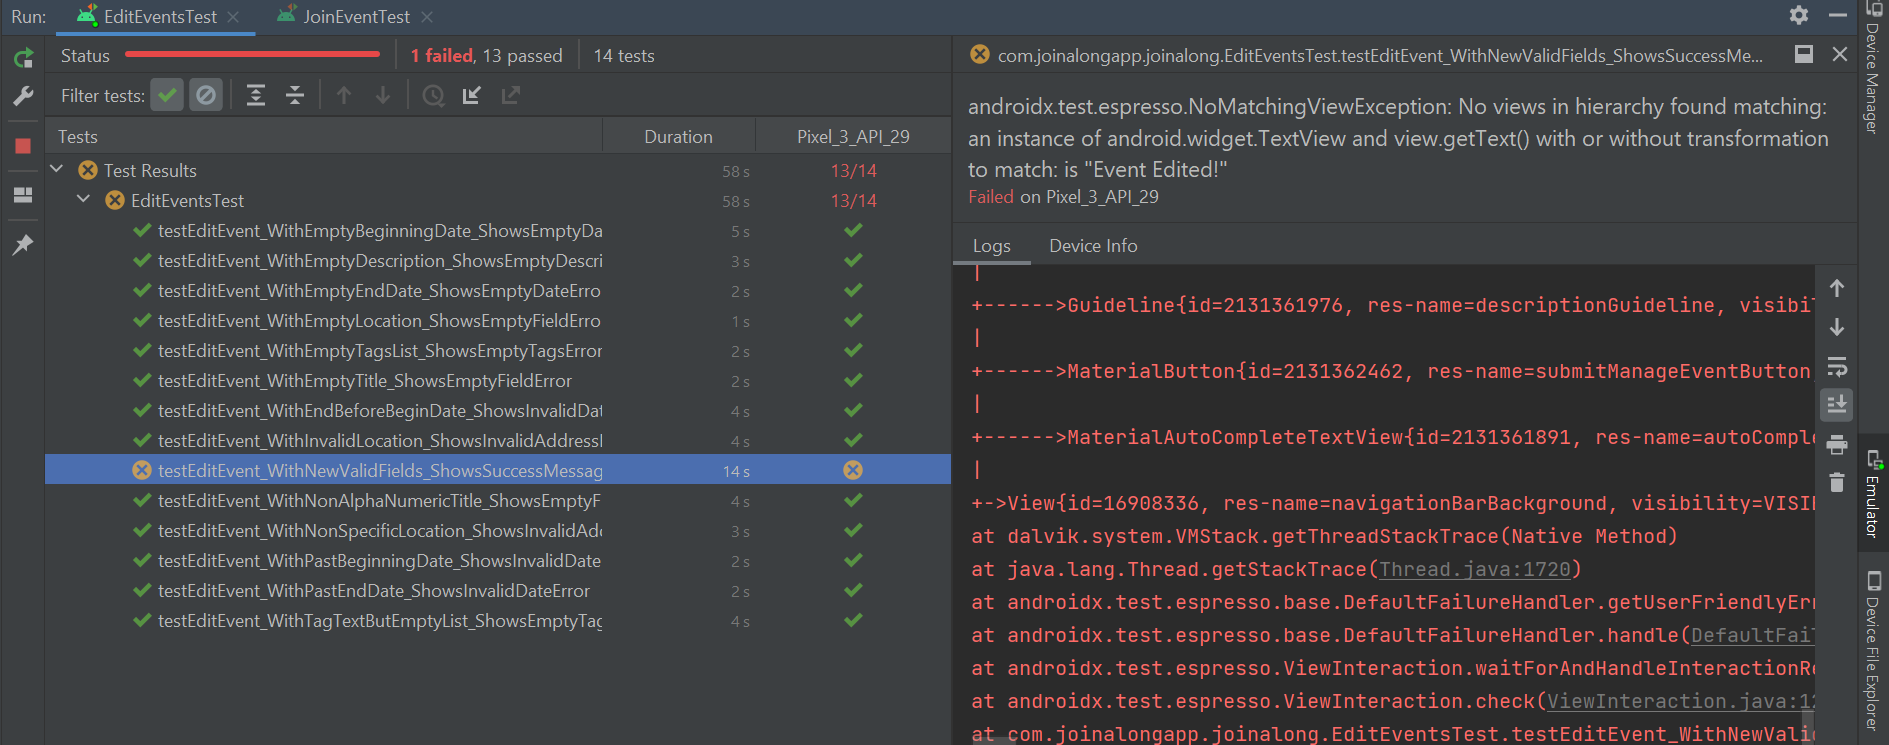 Run: EditEventsTest JoinEventTest
Status 1 failed, 13 passed 14 tests
Filter tests:
Tests Duration Pixel_3_API_29
Test Results 58 s 13/14
EditEventsTest 58 s 13/14
testEditEvent_WithEmptyBeginningDate_ShowsEmptyDa 5 s
testEditEvent_WithEmptyDescription_ShowsEmptyDescri 3 s
testEditEvent_WithEmptyEndDate_ShowsEmptyDateErro 2 s
testEditEvent_WithEmptyLocation_ShowsEmptyFieldErro 1 s
testEditEvent_WithEmptyTagsList_ShowsEmptyTagsError 2 s
testEditEvent_WithEmptyTitle_ShowsEmptyFieldError 2 s
testEditEvent_WithEndBeforeBeginDate_ShowsInvalidDat 4 s
testEditEvent_WithInvalidLocation_ShowsInvalidAddress 4 s
testEditEvent_WithNewValidFields_ShowsSuccessMessag 14 s
testEditEvent_WithNonAlphaNumericTitle_ShowsEmptyF 4 s
testEditEvent_WithNonSpecificLocation_ShowsInvalidAdd 3 s
testEditEvent_WithPastBeginningDate_ShowsInvalidDate 2 s
testEditEvent_WithPastEndDate_ShowsInvalidDateError 2 s
testEditEvent_WithTagTextButEmptyList_ShowsEmptyTag 4 s
com.joinalongapp.joinalong.EditEventsTest.testEditEvent_WithNewValidFields_ShowsSuccessMe...
androidx.test.espresso.NoMatchingViewException: No views in hierarchy found matching:
an instance of android.widget.TextView and view.getText() with or without transformation
to match: is "Event Edited!"
Failed on Pixel_3_API_29
Logs Device Info
|
+------>Guideline{id=2131361976, res-name=descriptionGuideline, visibil
|
+------>MaterialButton{id=2131362462, res-name=submitManageEventButton,
|
+------>MaterialAutoCompleteTextView{id=2131361891, res-name=autoComple
|
+->View{id=16908336, res-name=navigationBarBackground, visibility=VISIB
at dalvik.system.VMStack.getThreadStackTrace(Native Method)
at java.lang.Thread.getStackTrace(Thread.java:1720)
at androidx.test.espresso.base.DefaultFailureHandler.getUserFriendlyErr
at androidx.test.espresso.base.DefaultFailureHandler.handle(DefaultFail
at androidx.test.espresso.ViewInteraction.waitForAndHandleInteractionRe
at androidx.test.espresso.ViewInteraction.check(ViewInteraction.java:12
at com.joinalongapp.joinalong.EditEventsTest.testEditEvent_WithNewVali
Device Manager
Emulator
Device File Explorer